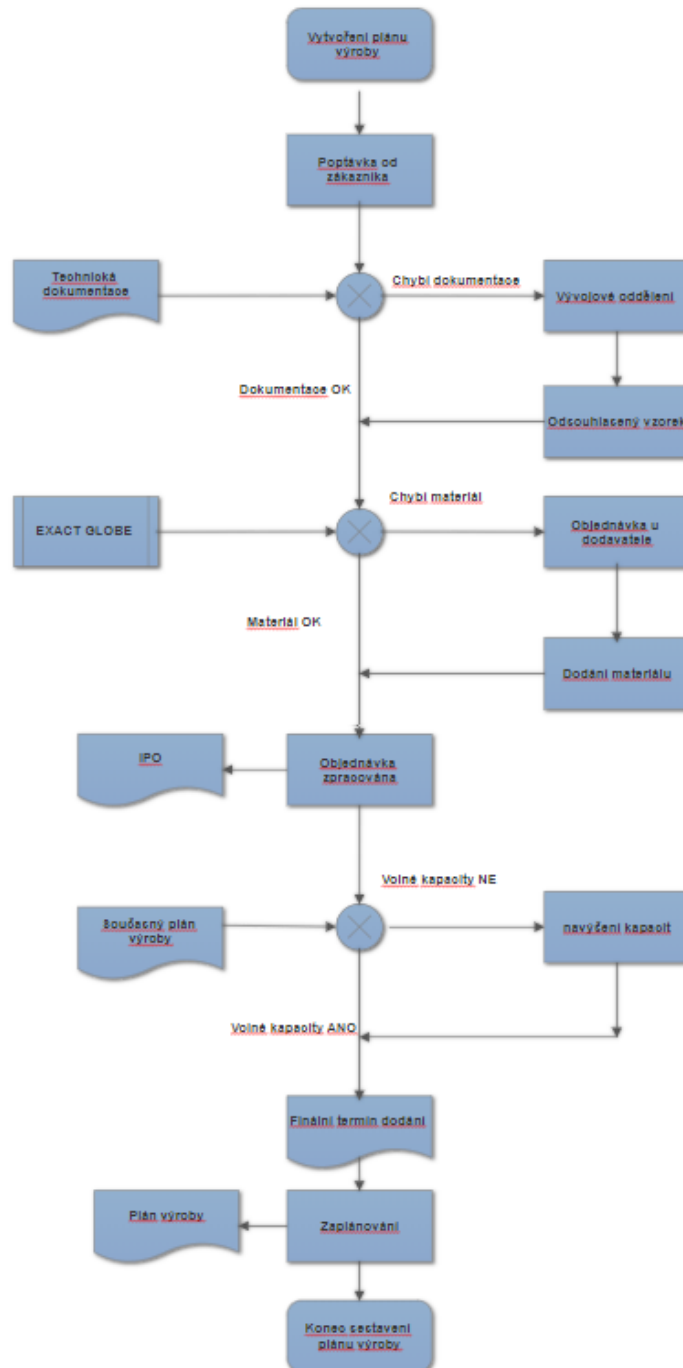 Vytvoření plánu
výroby
Poptávka od
zákazníka
Technická
dokumentace
Chybí dokumentace
Vývojové oddělení
Dokumentace OK
Odsouhlasený vzorek
Chybí materiál
EXACT GLOBE
Objednávka u
dodavatele
Materiál OK
Dodání materiálu
IPO
Objednávka
zpracována
Volné kapacity NE
Současný plán
výroby
navýšení kapacit
Volné kapacity ANO
Finální termín dodání
Plán výroby
Zaplánování
Konec sestavení
plánu výroby